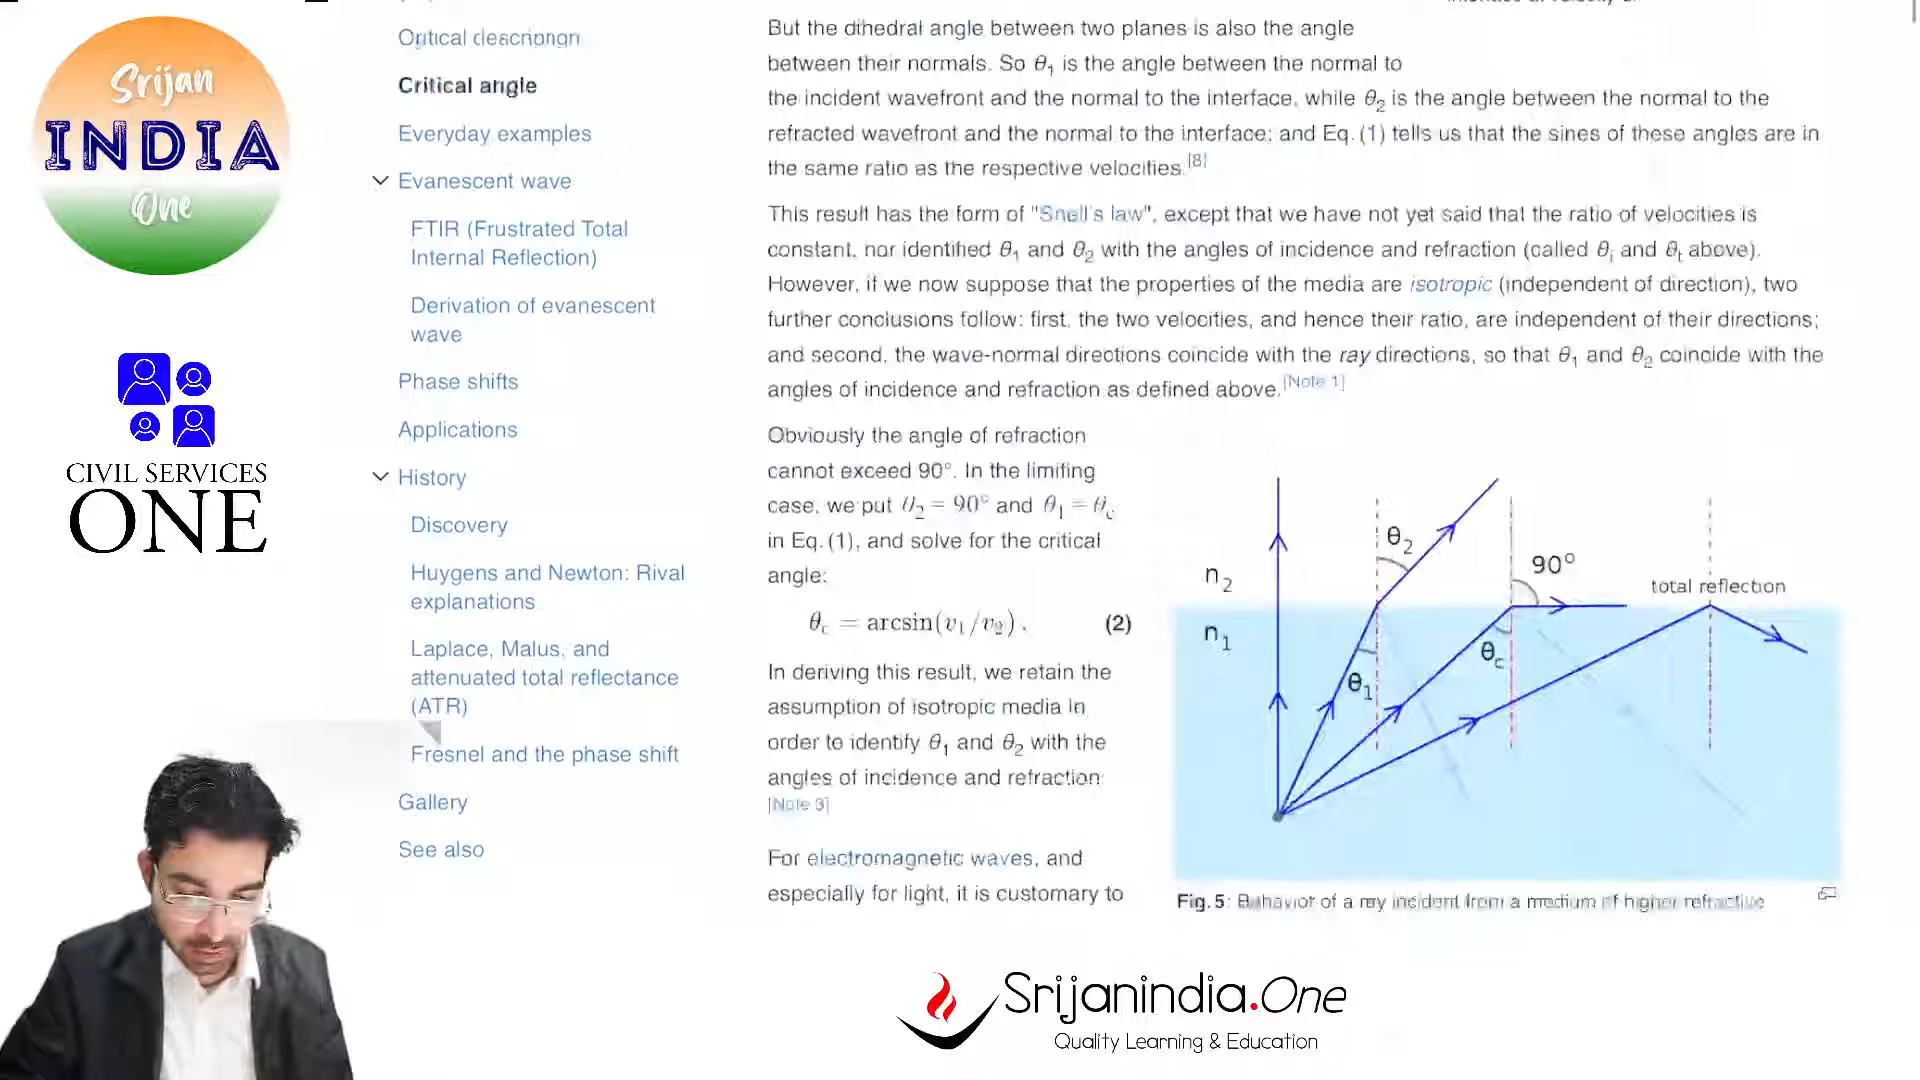 Srijan
INDIA
One
CIVIL SERVICES
ONE
Critical angle
Everyday examples
Evanescent wave
FTIR (Frustrated Total
Internal Reflection)
Derivation of evanescent
wave
Phase shifts
Applications
History
Discovery
Huygens and Newton: Rival
explanations
Laplace, Malus, and
attenuated total reflectance
(ATR)
Fresnel and the phase shift
Gallery
See also
But the dihedral angle between two planes is also the angle
between their normals. So θ₁ is the angle between the normal to
the incident wavefront and the normal to the interface, while θ₂ is the angle between the normal to the
refracted wavefront and the normal to the interface; and Eq. (1) tells us that the sines of these angles are in
the same ratio as the respective velocities.[8]
This result has the form of "Snell's law", except that we have not yet said that the ratio of velocities is
constant, nor identified θ₁ and θ₂ with the angles of incidence and refraction (called θᵢ and θₜ above).
However, if we now suppose that the properties of the media are isotropic (independent of direction), two
further conclusions follow: first, the two velocities, and hence their ratio, are independent of their directions;
and second, the wave-normal directions coincide with the ray directions, so that θ₁ and θ₂ coincide with the
angles of incidence and refraction as defined above.[Note 1]
Obviously the angle of refraction
cannot exceed 90°. In the limiting
case, we put θ₂ = 90° and θ₁ = θc
in Eq. (1), and solve for the critical
angle:
θc = arcsin(v₁/v₂) . (2)
In deriving this result, we retain the
assumption of isotropic media in
order to identify θ₁ and θ₂ with the
angles of incidence and refraction.
[Note 3]
For electromagnetic waves, and
especially for light, it is customary to
θ₂
90°
n₂
total reflection
n₁
θc
θ₁
Fig. 5: Behavior of a ray incident from a medium of higher refractive
Srijanindia.One
Quality Learning & Education